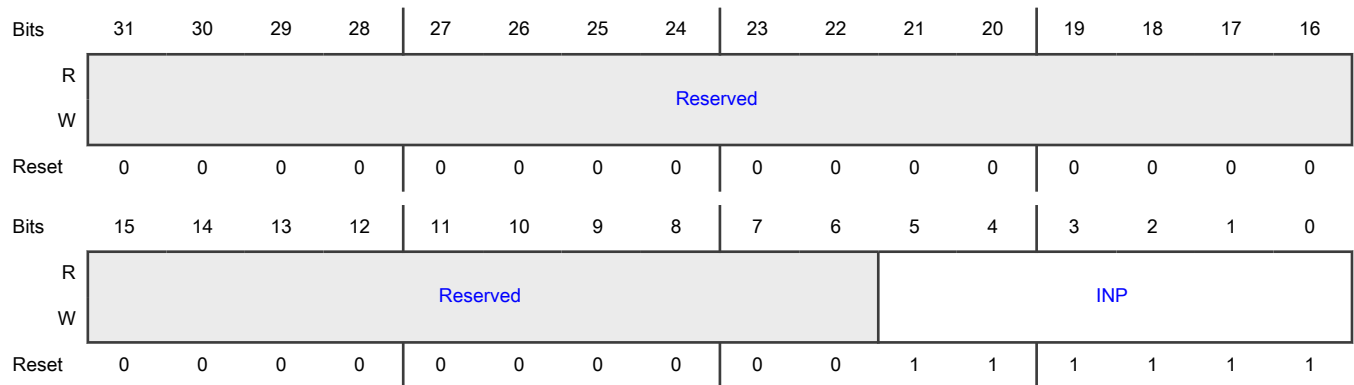 Bits 31 30 29 28 27 26 25 24 23 22 21 20 19 18 17 16
R
Reserved
W
Reset 0 0 0 0 0 0 0 0 0 0 0 0 0 0 0 0
Bits 15 14 13 12 11 10 9 8 7 6 5 4 3 2 1 0
R
Reserved INP
W
Reset 0 0 0 0 0 0 0 0 0 0 1 1 1 1 1 1